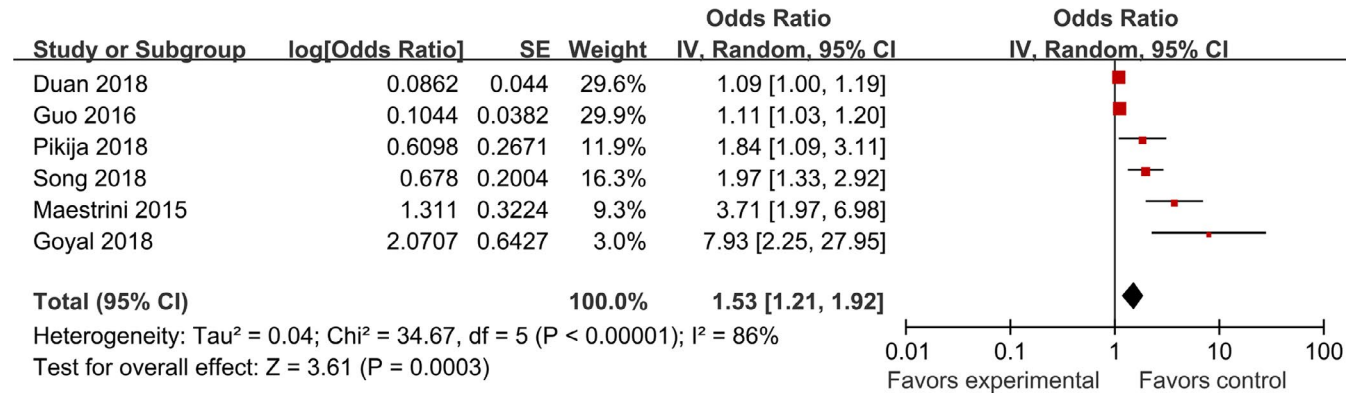 Odds Ratio Odds Ratio
Study or Subgroup log[Odds Ratio] SE Weight IV, Random, 95% CI IV, Random, 95% CI
Duan 2018 0.0862 0.044 29.6% 1.09 [1.00, 1.19]
Guo 2016 0.1044 0.0382 29.9% 1.11 [1.03, 1.20]
Pikija 2018 0.6098 0.2671 11.9% 1.84 [1.09, 3.11]
Song 2018 0.678 0.2004 16.3% 1.97 [1.33, 2.92]
Maestrini 2015 1.311 0.3224 9.3% 3.71 [1.97, 6.98]
Goyal 2018 2.0707 0.6427 3.0% 7.93 [2.25, 27.95]
Total (95% CI) 100.0% 1.53 [1.21, 1.92]
Heterogeneity: Tau² = 0.04; Chi² = 34.67, df = 5 (P < 0.00001); I² = 86%
Test for overall effect: Z = 3.61 (P = 0.0003)
0.01 0.1 1 10 100
Favors experimental Favors control